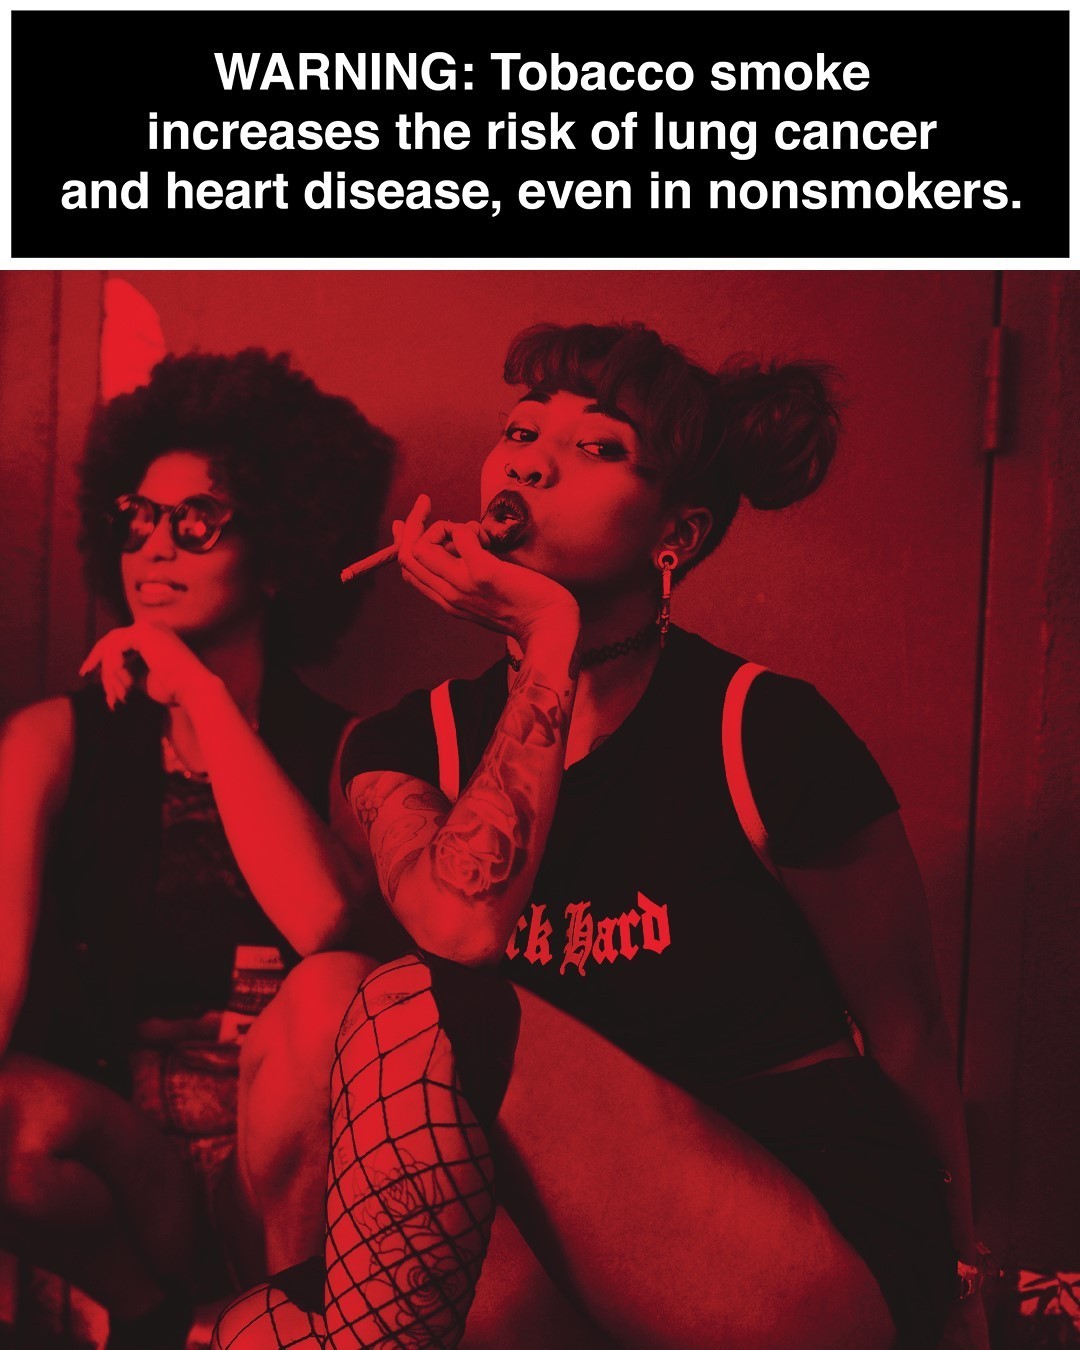 WARNING: Tobacco smoke
increases the risk of lung cancer
and heart disease, even in nonsmokers.
Hard